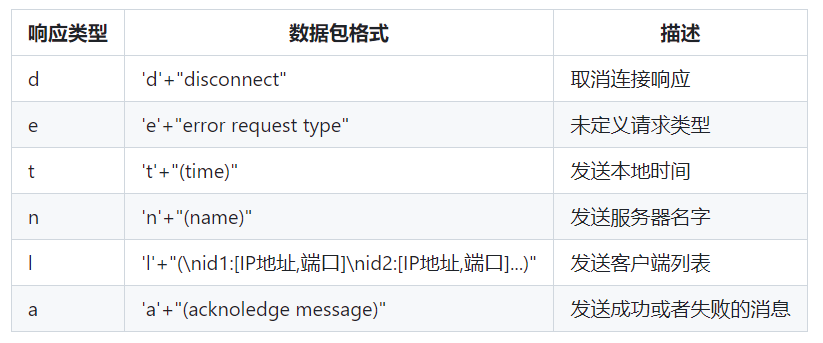 响应类型 数据包格式 描述
d 'd'+"disconnect" 取消连接响应
e 'e'+"error request type" 未定义请求类型
t 't'+"(time)" 发送本地时间
n 'n'+"(name)" 发送服务器名字
l 'l'+"(\nid1:[IP地址,端口]\nid2:[IP地址,端口]...)" 发送客户端列表
a 'a'+"(acknoledge message)" 发送成功或者失败的消息